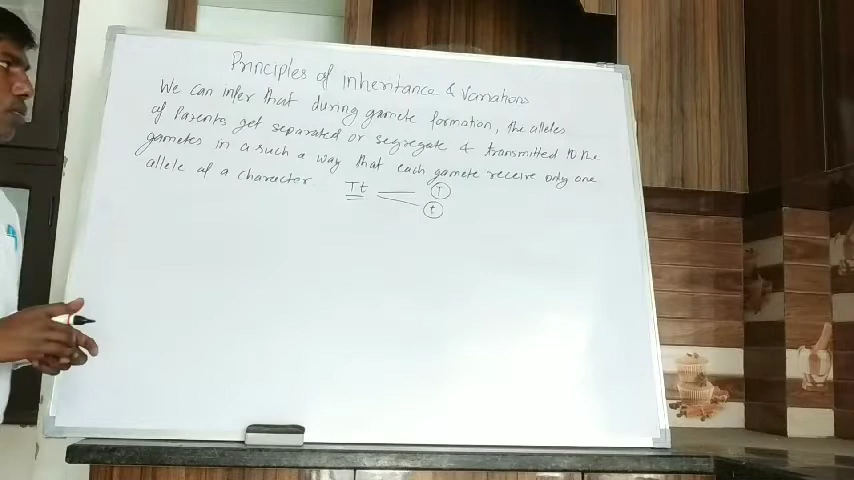 Principles of Inheritance & Variations
We can infer that during gamete formation, the alleles
of Parents get separated or segregate & transmitted to the
gametes in a such a way that each gamete receive only one
allele of a character.
Tt T
t